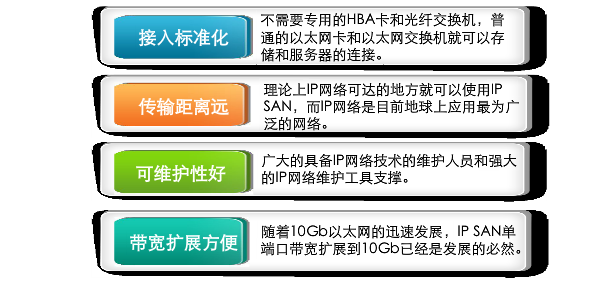 接入标准化
不需要专用的HBA卡和光纤交换机，普
通的以太网卡和以太网交换机就可以存
储和服务器的连接。
传输距离远
理论上IP网络可达的地方就可以使用IP
SAN，而IP网络是目前地球上应用最为广
泛的网络。
可维护性好
广大的具备IP网络技术的维护人员和强大
的IP网络维护工具支撑。
带宽扩展方便
随着10Gb以太网的迅速发展，IP SAN单
端口带宽扩展到10Gb已经是发展的必然。